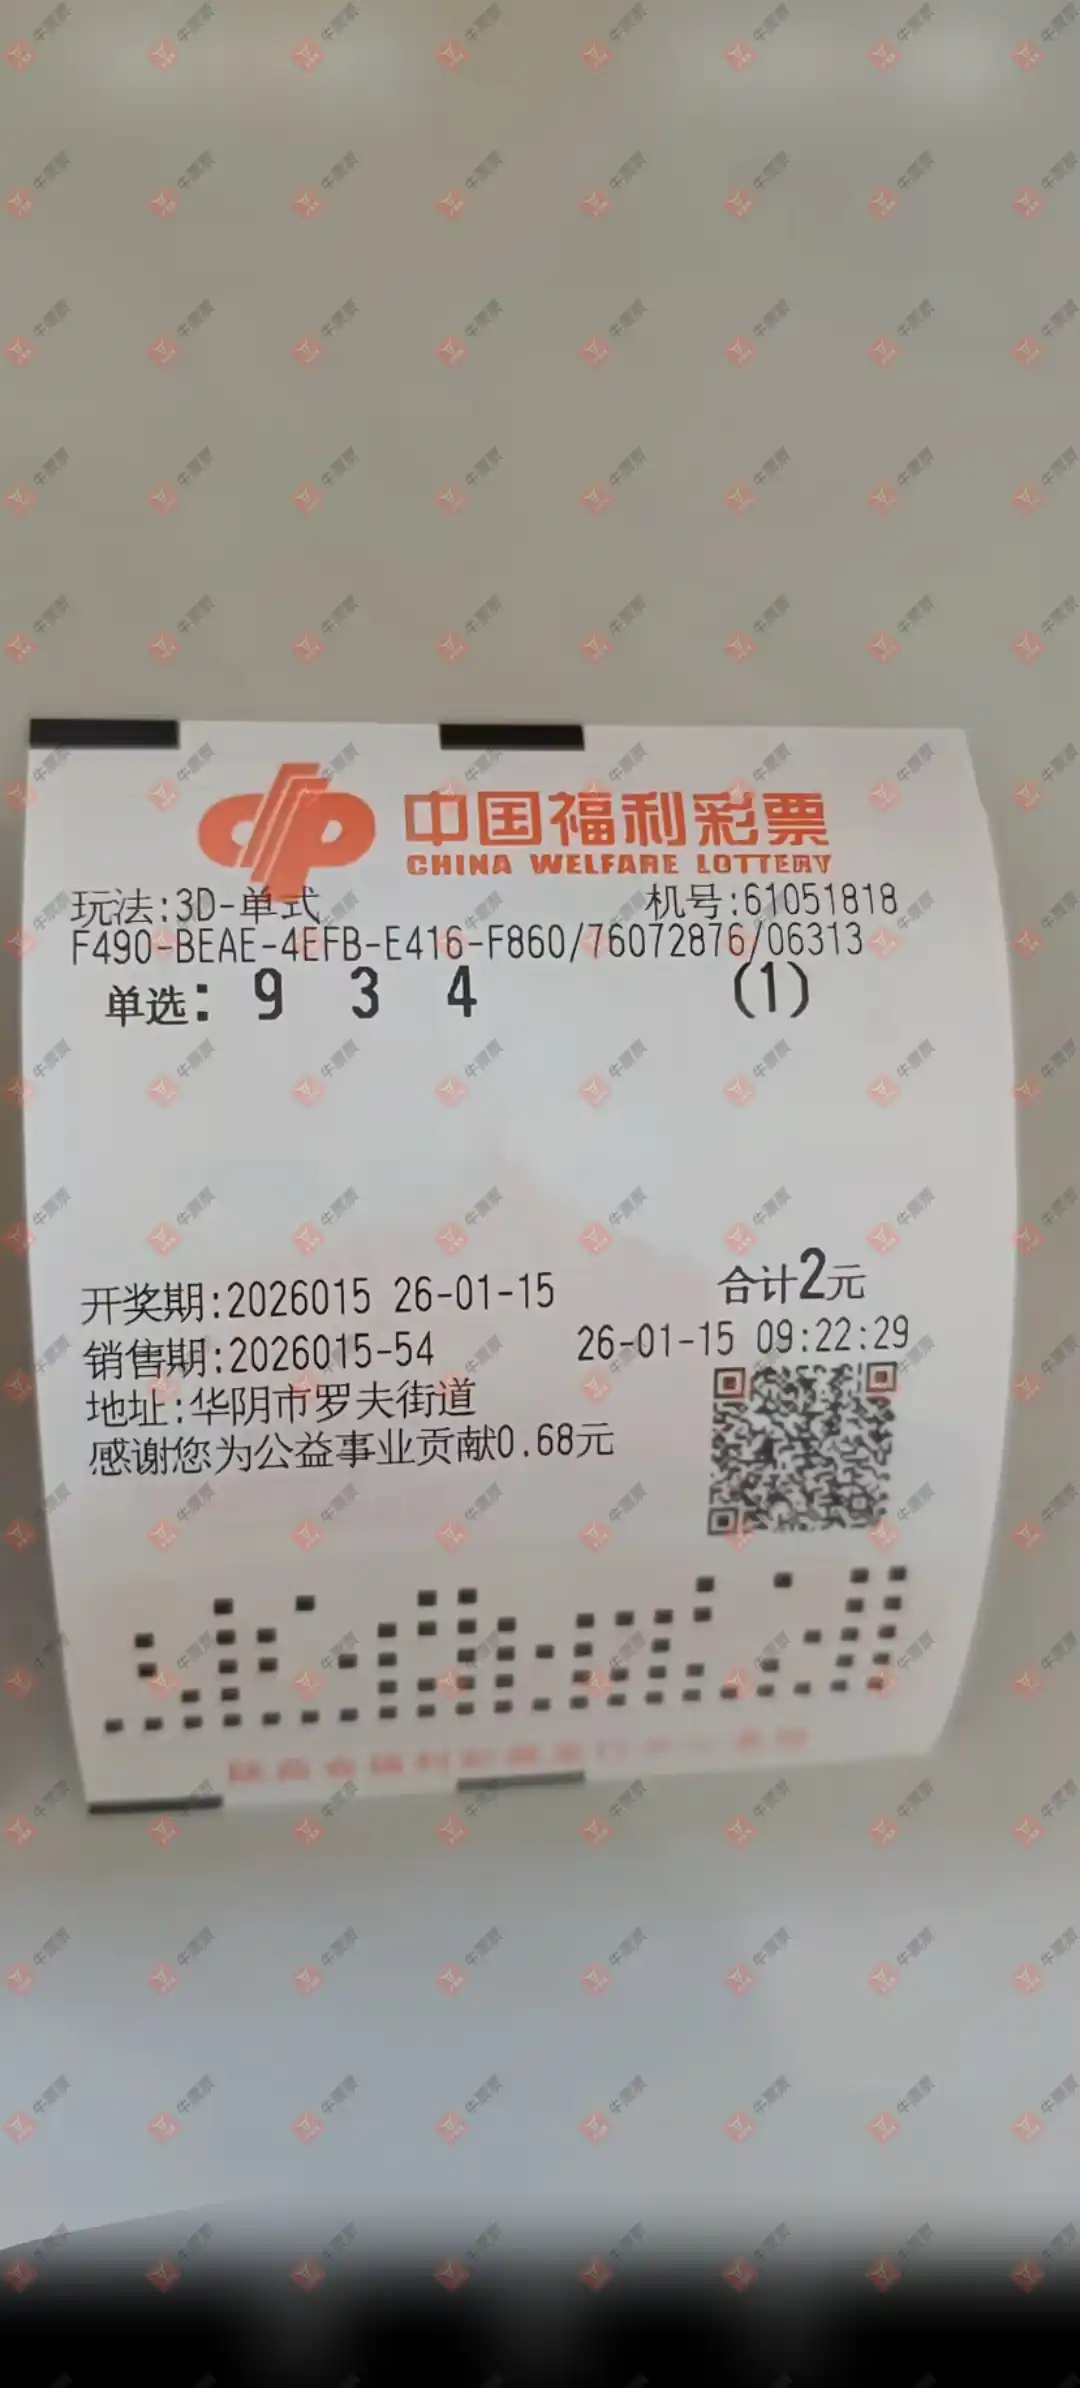 中国福利彩票
CHINA WELFARE LOTTERY
玩法:3D-单式 机号:61051818
F490-BEAE-4EFB-E416-F860/76072876/06313
单选: 9 3 4 (1)
合计2元
开奖期:2026015 26-01-15
销售期:2026015-54 26-01-15 09:22:29
地址:华阴市罗夫街道
感谢您为公益事业贡献0.68元
牛票票